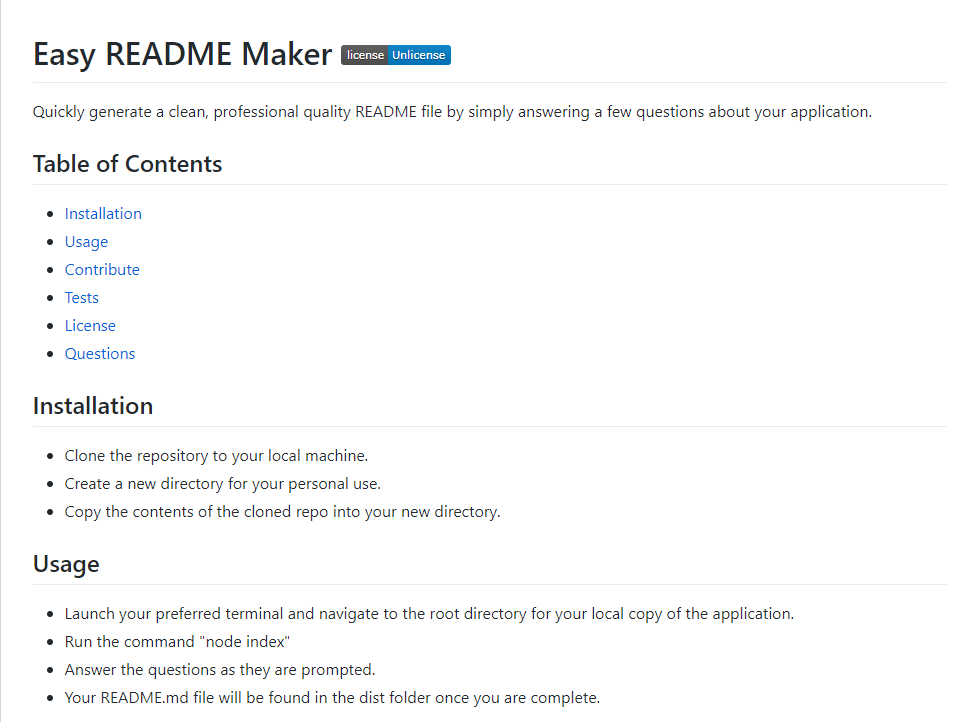 Easy README Maker license Unlicense
Quickly generate a clean, professional quality README file by simply answering a few questions about your application.
Table of Contents
Installation
Usage
Contribute
Tests
License
Questions
Installation
Clone the repository to your local machine.
Create a new directory for your personal use.
Copy the contents of the cloned repo into your new directory.
Usage
Launch your preferred terminal and navigate to the root directory for your local copy of the application.
Run the command "node index"
Answer the questions as they are prompted.
Your README.md file will be found in the dist folder once you are complete.